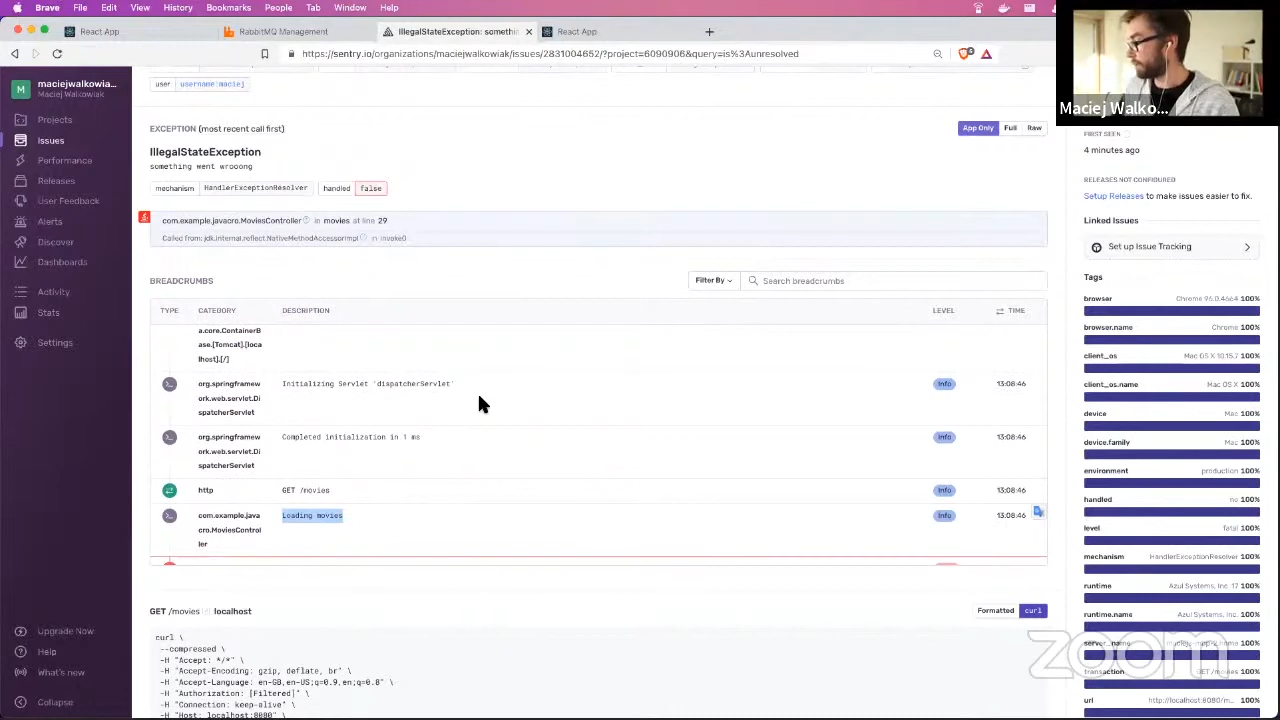 Brave File Edit View History Bookmarks People Tab Window Help
React App RabbitMQ Management IllegalStateException: somethi React App
https://sentry.io/organizations/maciejwalkowiak/issues/2831004652/?project=6090906&query=is%3Aunresolved
M maciejwalkowia...
Maciej Walkowiak
Projects
Issues
Performance
Releases
User Feedback
Alerts
Discover
Dashboards
Activity
Stats
Settings
Upgrade Now
Help
What's new
Collapse
user username:maciej
EXCEPTION (most recent call first)
App Only Full Raw
IllegalStateException
something went wrooong
mechanism HandlerExceptionResolver handled false
com.example.javacro.MoviesController in movies at line 29
Called from: jdk.internal.reflect.NativeMethodAccessorImpl in invoke0
BREADCRUMBS
Filter By Search breadcrumbs
TYPE CATEGORY DESCRIPTION LEVEL TIME
a.core.ContainerB
ase.[Tomcat].[loca
lhost].[/]
org.springframew Initializing Servlet 'dispatcherServlet' Info 13:08:46
ork.web.servlet.Di
spatcherServlet
org.springframew Completed initialization in 1 ms Info 13:08:46
ork.web.servlet.Di
spatcherServlet
http GET /movies Info 13:08:46
com.example.java Loading movies Info 13:08:46
cro.MoviesControl
ler
GET /movies localhost
Formatted curl
curl \
--compressed \
-H "Accept: */*" \
-H "Accept-Encoding: gzip, deflate, br" \
-H "Accept-Language: en-GB,en-US;q=0.9,en;q=0.8" \
-H "Authorization: [Filtered]" \
-H "Connection: keep-alive" \
-H "Host: localhost:8080" \
Maciej Walko...
FIRST SEEN
4 minutes ago
RELEASES NOT CONFIGURED
Setup Releases to make issues easier to fix.
Linked Issues
Set up Issue Tracking
Tags
browser Chrome 96.0.4664 100%
browser.name Chrome 100%
client_os Mac OS X 10.15.7 100%
client_os.name Mac OS X 100%
device Mac 100%
device.family Mac 100%
environment production 100%
handled no 100%
level fatal 100%
mechanism HandlerExceptionResolver 100%
runtime Azul Systems, Inc. 17 100%
runtime.name Azul Systems, Inc. 100%
server_name 100%
transaction GET /movies 100%
url http://localhost:8080/m... 100%
zoom